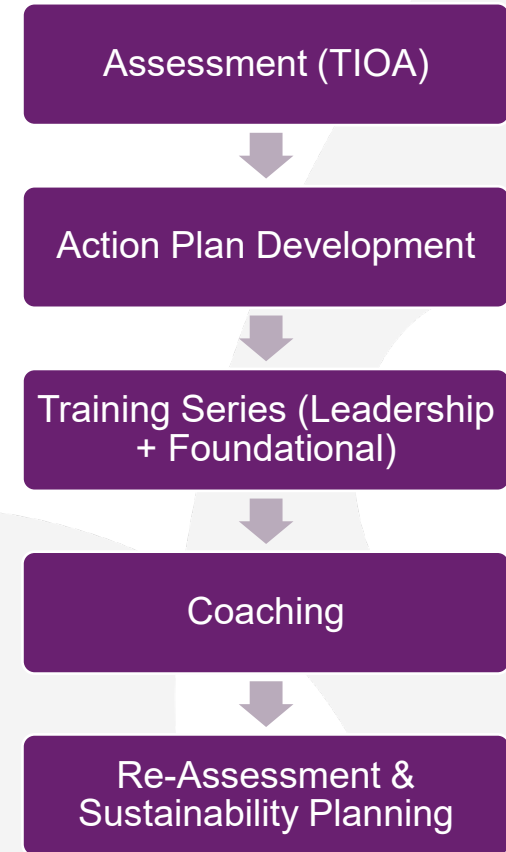 Assessment (TIOA)
Action Plan Development
Training Series (Leadership
+ Foundational)
Coaching
Re-Assessment &
Sustainability Planning